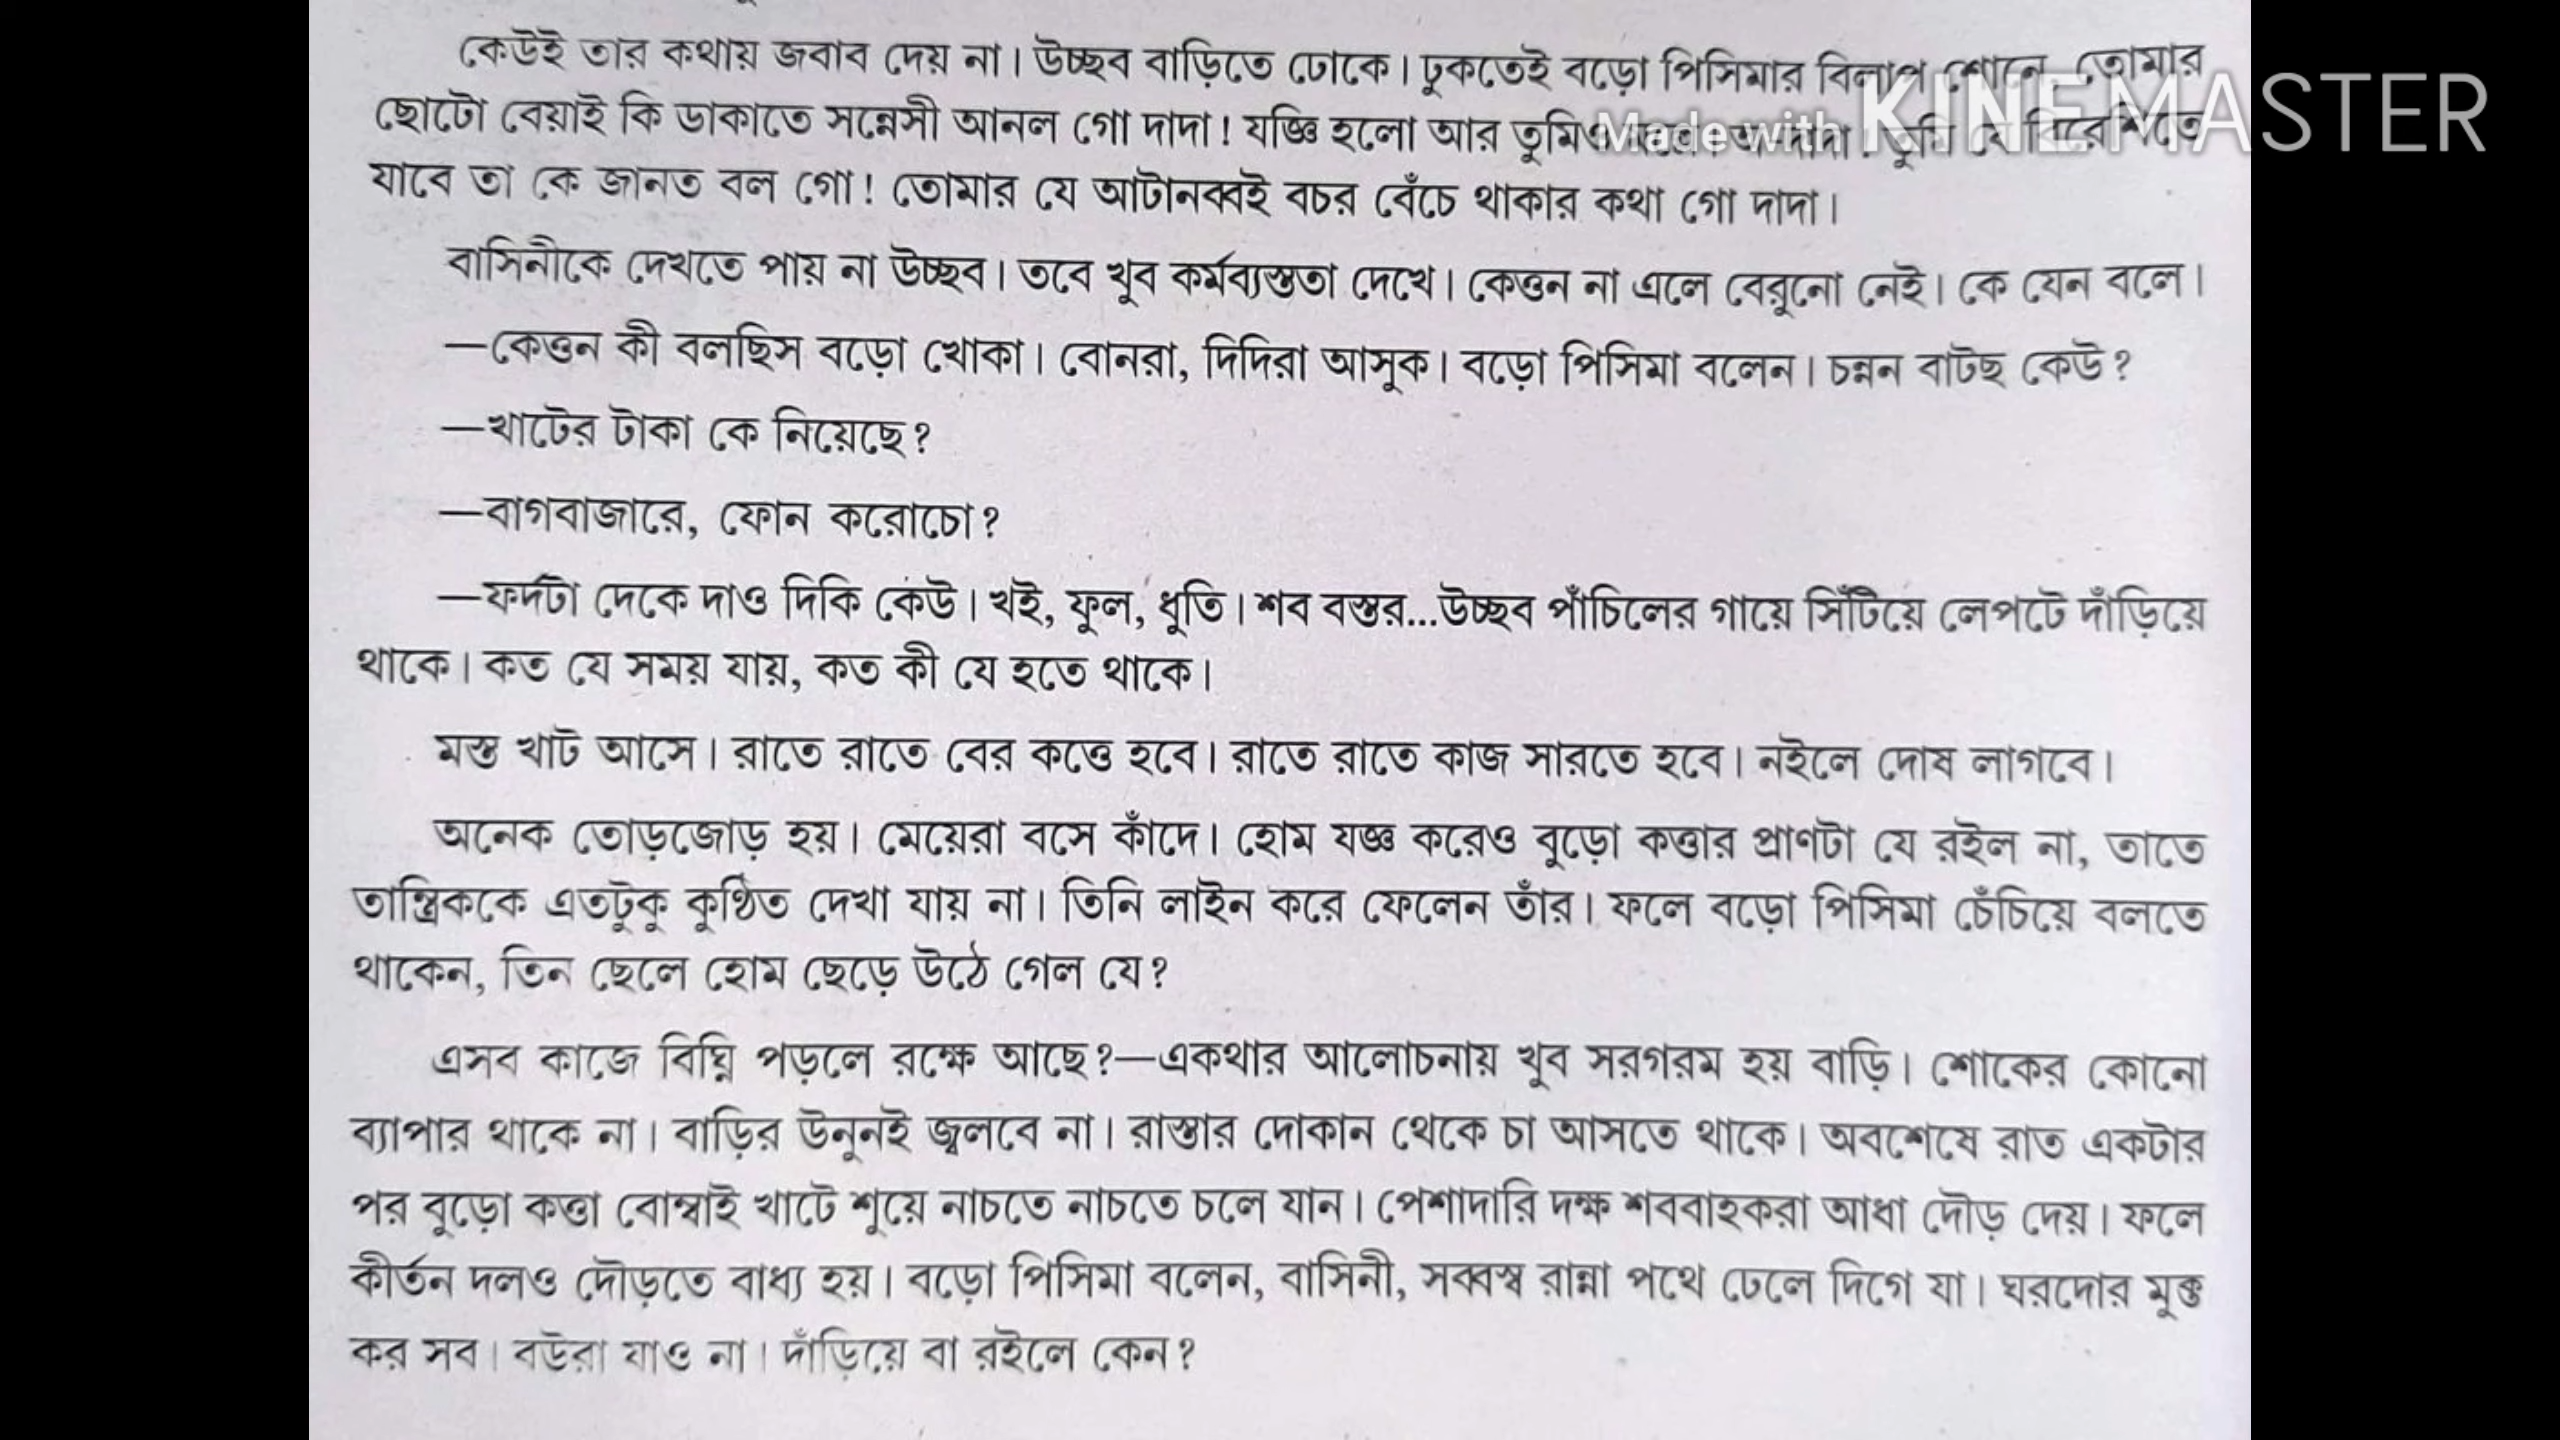 কেউই তার কথায় জবাব দেয় না। উচ্ছব বাড়িতে ঢোকে। ঢুকতেই বড়ো পিসিমার বিলাপ শোনে, তোমার
ছোটো বেয়াই কি ডাকাতে সন্নেসী আনল গো দাদা! যজ্ঞি হলো আর তুমিও দাদা! তুমি যে
যাবে তা কে জানত বল গো! তোমার যে আটানব্বই বচর বেঁচে থাকার কথা গো দাদা।
Made with KINEMASTER
বাসিনীকে দেখতে পায় না উচ্ছব। তবে খুব কর্মব্যস্ততা দেখে। কেত্তন না এলে বেরুনো নেই। কে যেন বলে।
—কেত্তন কী বলছিস বড়ো খোকা। বোনরা, দিদিরা আসুক। বড়ো পিসিমা বলেন। চন্নন বাটছ কেউ?
—খাটের টাকা কে নিয়েছে?
—বাগবাজারে, ফোন করোচো?
—ফর্দটা দেকে দাও দিকি কেউ। খই, ফুল, ধুতি। শব বস্তর...উচ্ছব পাঁচিলের গায়ে সিঁটিয়ে লেপটে দাঁড়িয়ে
থাকে। কত যে সময় যায়, কত কী যে হতে থাকে।
মস্ত খাট আসে। রাতে রাতে বের কত্তে হবে। রাতে রাতে কাজ সারতে হবে। নইলে দোষ লাগবে।
অনেক তোড়জোড় হয়। মেয়েরা বসে কাঁদে। হোম যজ্ঞ করেও বুড়ো কত্তার প্রাণটা যে রইল না, তাতে
তান্ত্রিককে এতটুকু কুণ্ঠিত দেখা যায় না। তিনি লাইন করে ফেলেন তাঁর। ফলে বড়ো পিসিমা চেঁচিয়ে বলতে
থাকেন, তিন ছেলে হোম ছেড়ে উঠে গেল যে?
এসব কাজে বিঘ্নি পড়লে রক্ষে আছে?—একথার আলোচনায় খুব সরগরম হয় বাড়ি। শোকের কোনো
ব্যাপার থাকে না। বাড়ির উনুনই জ্বলবে না। রাস্তার দোকান থেকে চা আসতে থাকে। অবশেষে রাত একটার
পর বুড়ো কত্তা বোম্বাই খাটে শুয়ে নাচতে নাচতে চলে যান। পেশাদারি দক্ষ শববাহকরা আধা দৌড় দেয়। ফলে
কীর্তন দলও দৌড়তে বাধ্য হয়। বড়ো পিসিমা বলেন, বাসিনী, সব্বস্ব রান্না পথে ঢেলে দিগে যা। ঘরদোর মুক্ত
কর সব। বউরা যাও না। দাঁড়িয়ে বা রইলে কেন?